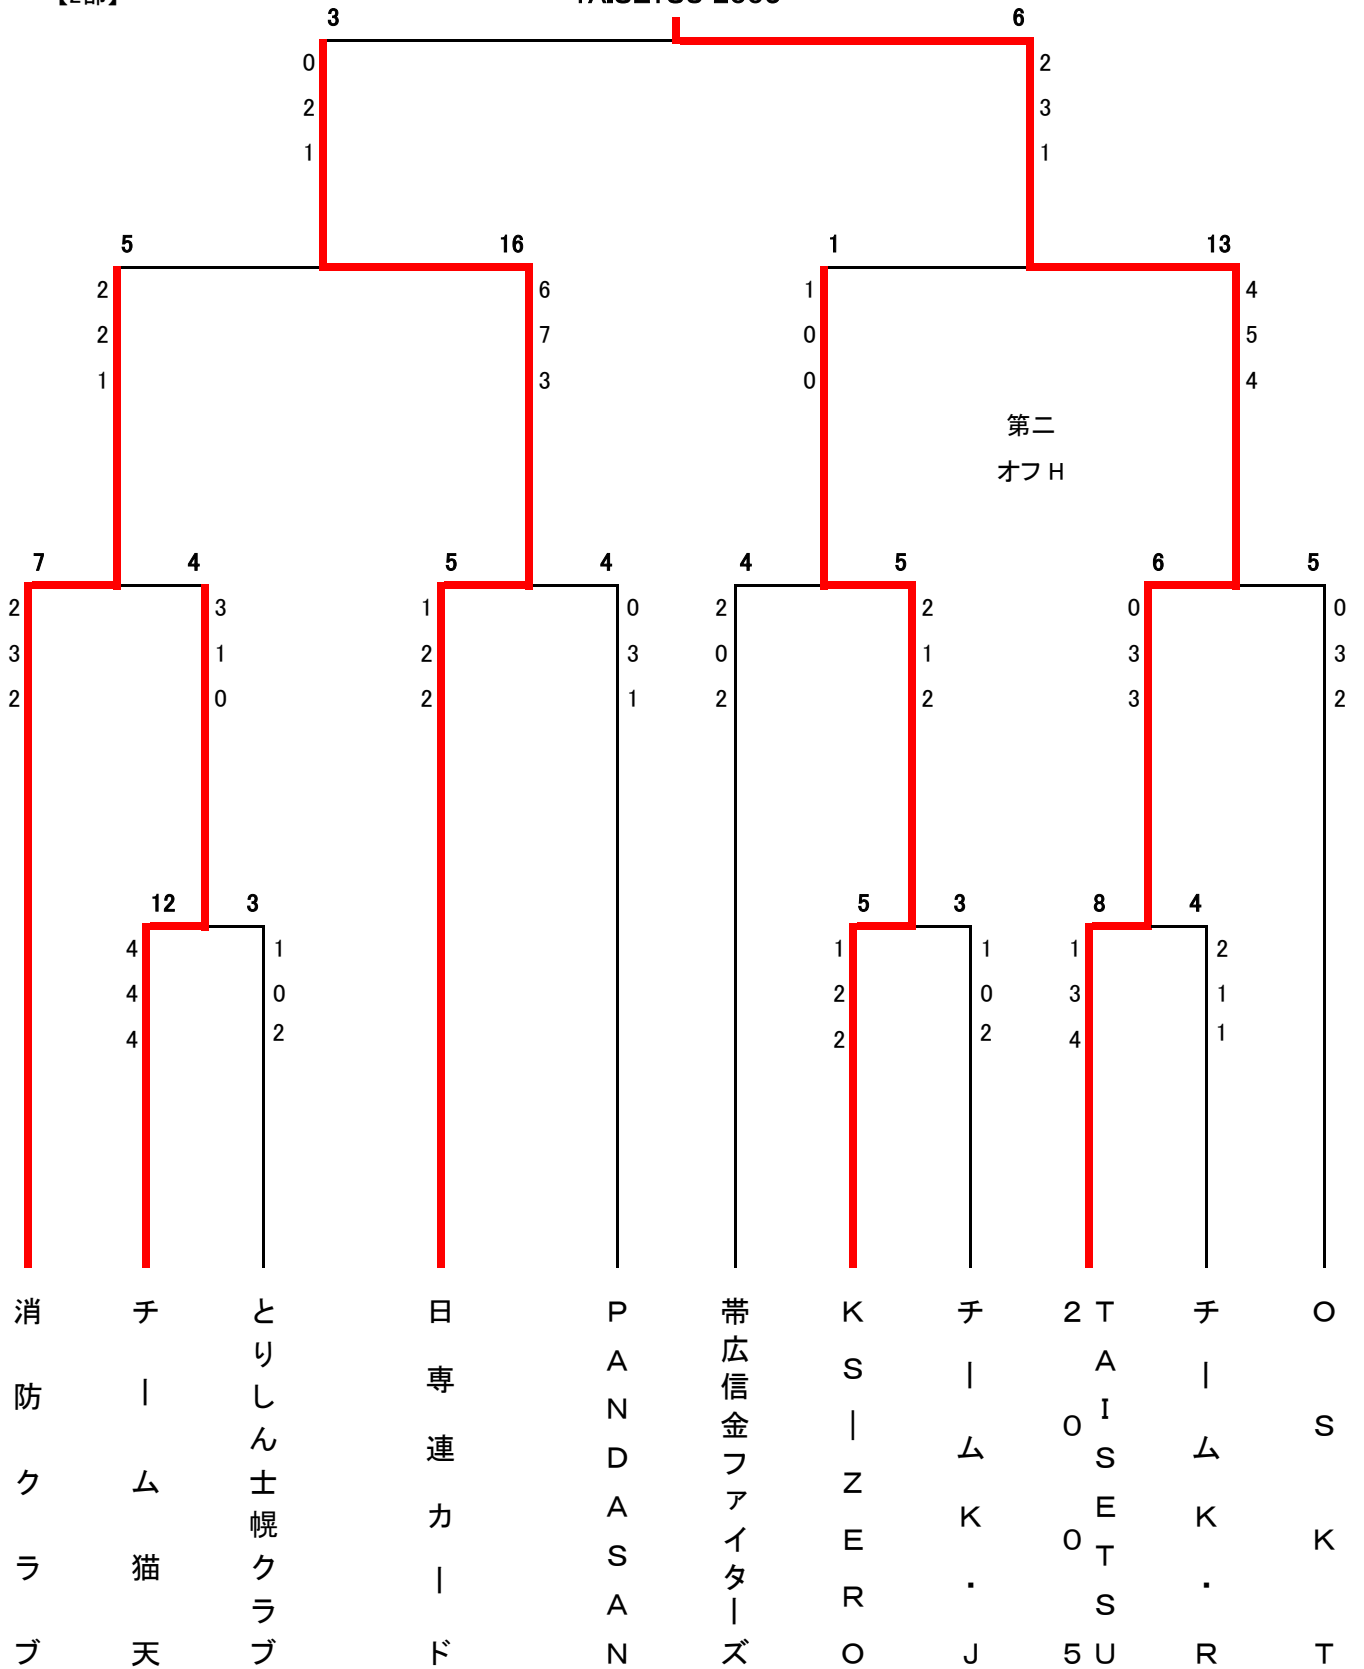 3 6
0 2
2 3
1 1
5 16 1 13
2 6 1 4
2 7 0 5
1 3 0 4
第二
オフ H
7 4 5 4 4 5 6 5
2 3 1 0 2 2 0 0
3 1 2 3 0 1 3 3
2 0 2 1 2 2 3 2
12 3 5 3 8 4
4 1 1 1 1 2
4 0 2 0 3 1
4 2 2 2 4 1
消防クラブ
チーム猫天
とりしん士幌クラブ
日専連カード
ＰＡＮＤＡＳＡＮ
帯広信金ファイターズ
ＫＳ－ＺＥＲＯ
チームＫ．Ｊ
ＴＡＩＳＥＴＳＵ
２００５
チームＫ．Ｒ
ＯＳＫＴ